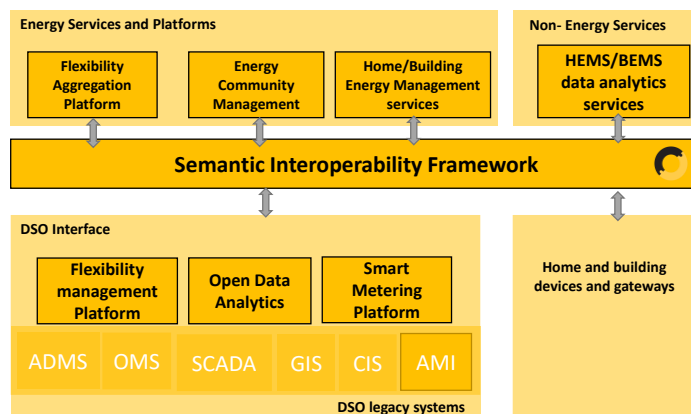 Energy Services and Platforms
Non- Energy Services
Flexibility
Aggregation
Platform
Energy
Community
Management
Home/Building
Energy Management
services
HEMS/BEMS
data analytics
services
Semantic Interoperability Framework
DSO Interface
Flexibility
management
Platform
Open Data
Analytics
Smart
Metering
Platform
Home and building
devices and gateways
ADMS
OMS
SCADA
GIS
CIS
AMI
DSO legacy systems